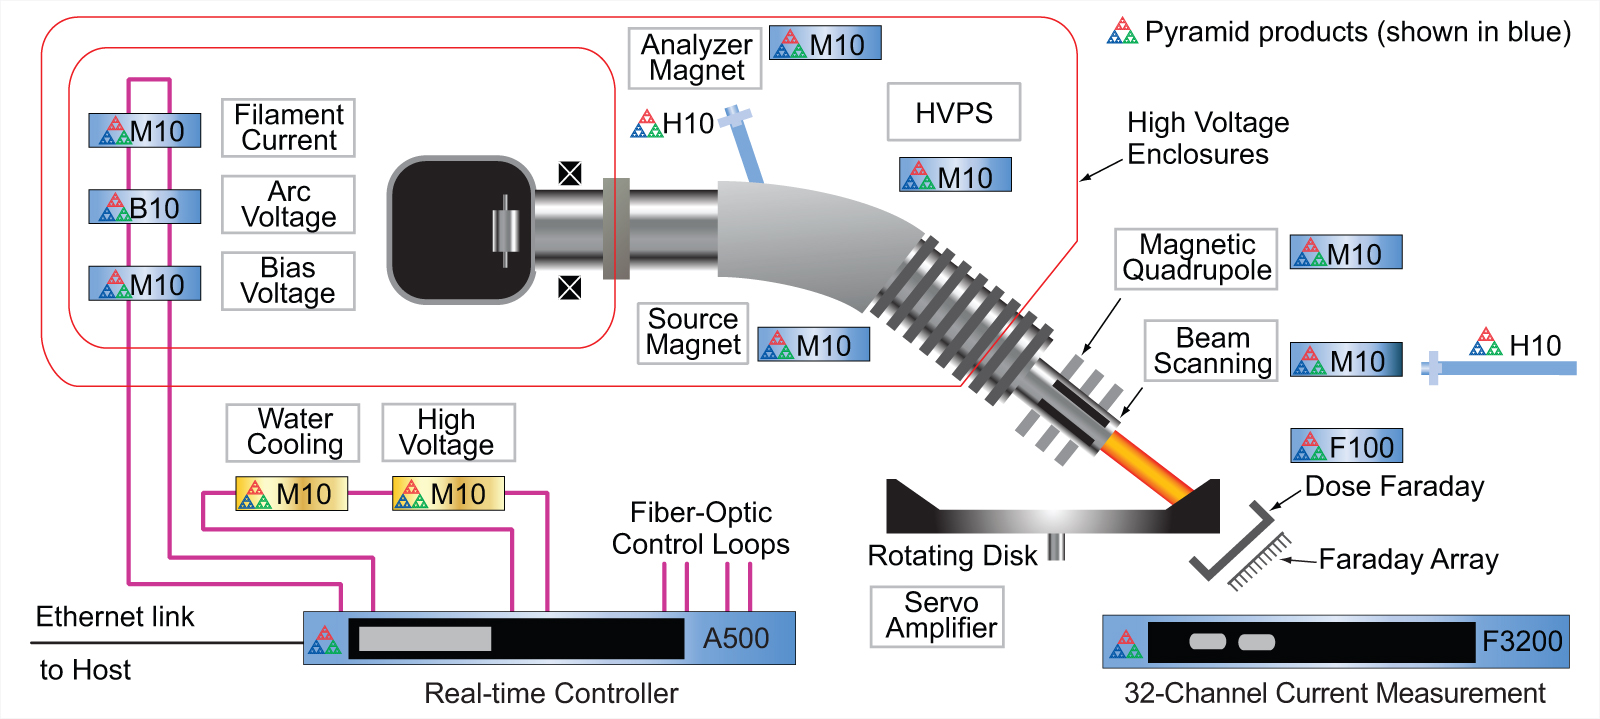 Pyramid products (shown in blue)
Analyzer
Magnet
M10
H10
HVPS
M10
High Voltage
Enclosures
M10
Filament
Current
B10
Arc
Voltage
M10
Bias
Voltage
Source
Magnet
M10
Magnetic
Quadrupole
M10
Beam
Scanning
M10
H10
F100
Dose Faraday
Faraday Array
Water
Cooling
M10
High
Voltage
M10
Fiber-Optic
Control Loops
Rotating Disk
Servo
Amplifier
Ethernet link
to Host
A500
Real-time Controller
F3200
32-Channel Current Measurement